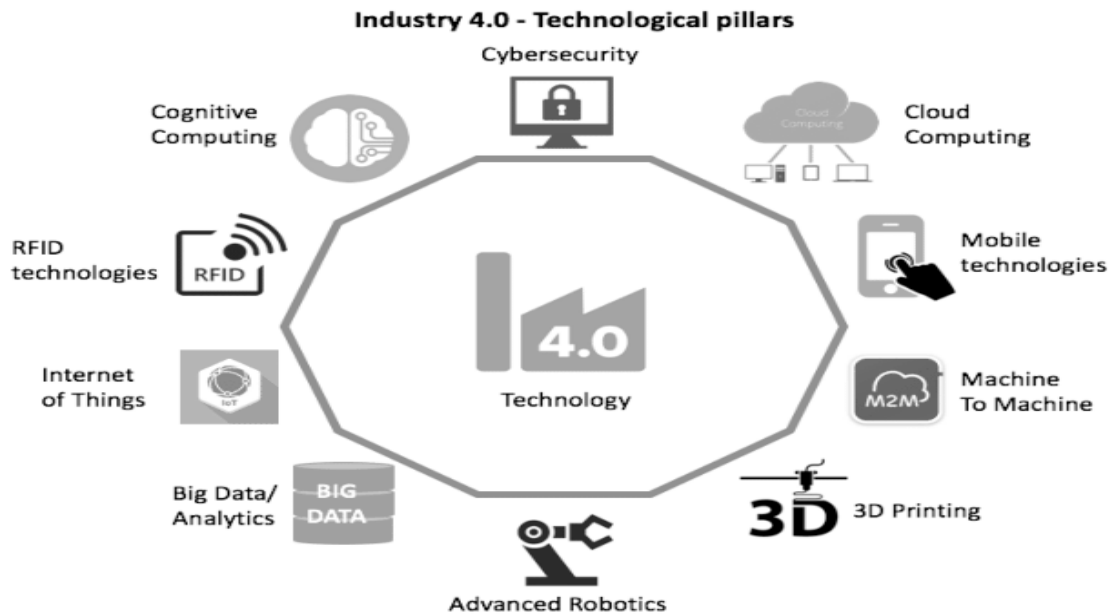 Industry 4.0 - Technological pillars
Cybersecurity
Cognitive
Computing
Cloud
Computing
Cloud
Computing
RFID
technologies
RFID
Mobile
technologies
4.0
Technology
Internet
of Things
IoT
M2M
Machine
To Machine
Big Data/
Analytics
BIG
DATA
3D
3D Printing
Advanced Robotics